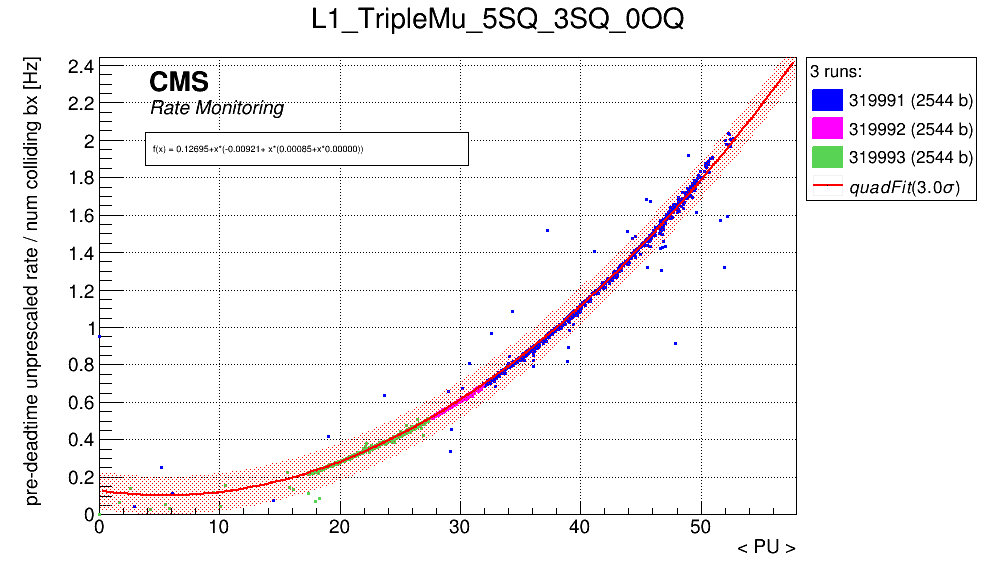 L1_TripleMu_5SQ_3SQ_0OQ
pre-deadtime unprescaled rate / num colliding bx [Hz]
2.4
2.2
2
1.8
1.6
1.4
1.2
1
0.8
0.6
0.4
0.2
0
CMS
Rate Monitoring
f(x) = 0.12695+x*(-0.00921+ x*(0.00085+x*0.00000))
0 10 20 30 40 50
< PU >
3 runs:
319991 (2544 b)
319992 (2544 b)
319993 (2544 b)
quadFit(3.0σ)